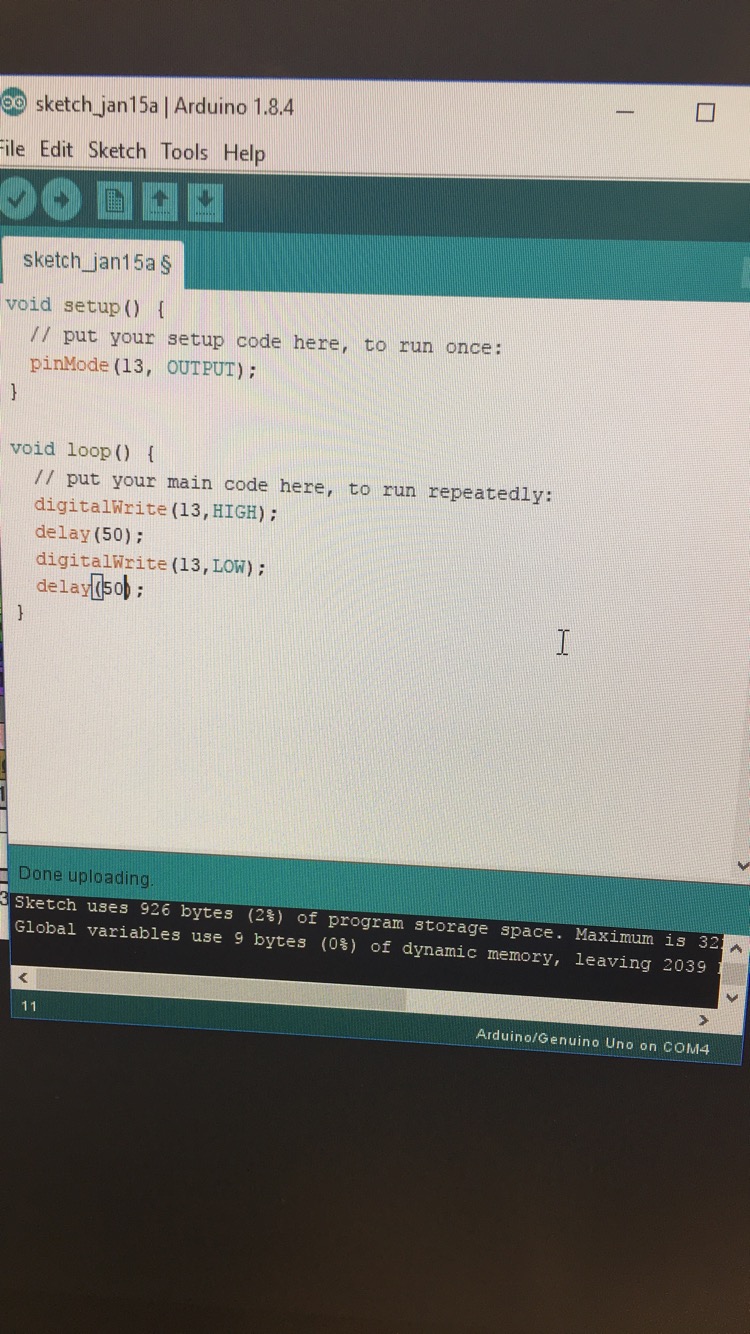 sketch_jan15a | Arduino 1.8.4
File Edit Sketch Tools Help
sketch_jan15a §
void setup() {
// put your setup code here, to run once:
pinMode(13, OUTPUT);
}
void loop() {
// put your main code here, to run repeatedly:
digitalWrite(13,HIGH);
delay(50);
digitalWrite(13,LOW);
delay(50);
}
Done uploading.
Sketch uses 926 bytes (2%) of program storage space. Maximum is 32
Global variables use 9 bytes (0%) of dynamic memory, leaving 2039
11
Arduino/Genuino Uno on COM4